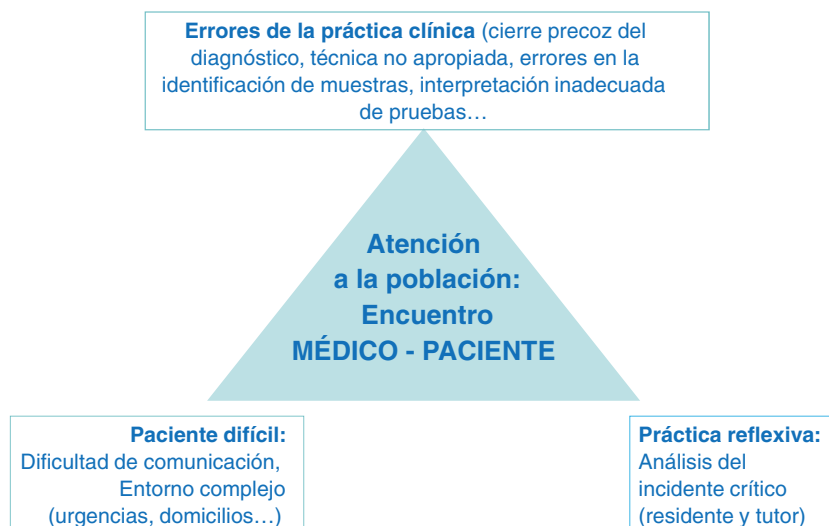 Errores de la práctica clínica (cierre precoz del
diagnóstico, técnica no apropiada, errores en la
identificación de muestras, interpretación inadecuada
de pruebas…
Atención
a la población:
Encuentro
MÉDICO - PACIENTE
Paciente difícil:
Dificultad de comunicación,
Entorno complejo
(urgencias, domicilios…)
Práctica reflexiva:
Análisis del
incidente crítico
(residente y tutor)